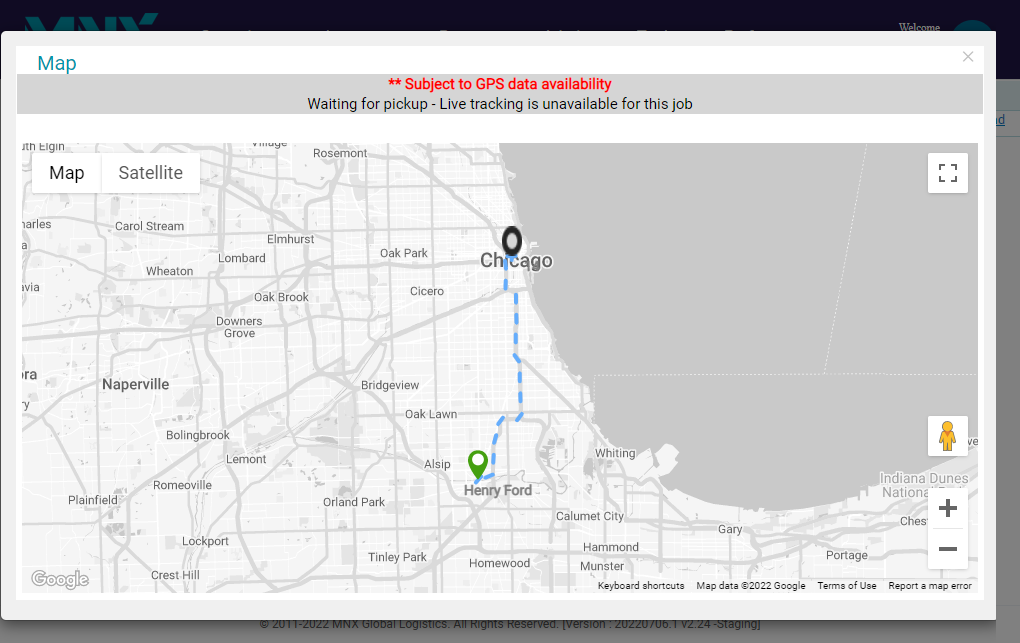 MNX
Welcome
Map
×
** Subject to GPS data availability
Waiting for pickup - Live tracking is unavailable for this job
Map
Satellite
Rosemont
Carol Stream
Elmhurst
Lombard
Oak Park
Chicago
Wheaton
Cicero
Oak Brook
Downers
Grove
Naperville
Bridgeview
Oak Lawn
Bolingbrook
Lemont
Alsip
Whiting
Romeoville
Henry Ford
Indiana Dunes
National
Plainfield
Orland Park
Calumet City
Gary
Lockport
Hammond
Tinley Park
Homewood
Munster
Portage
Crest Hill
Google
Keyboard shortcuts
Map data ©2022 Google
Terms of Use
Report a map error
© 2011-2022 MNX Global Logistics. All Rights Reserved. [Version : 20220706.1 v2.24 -Staging]